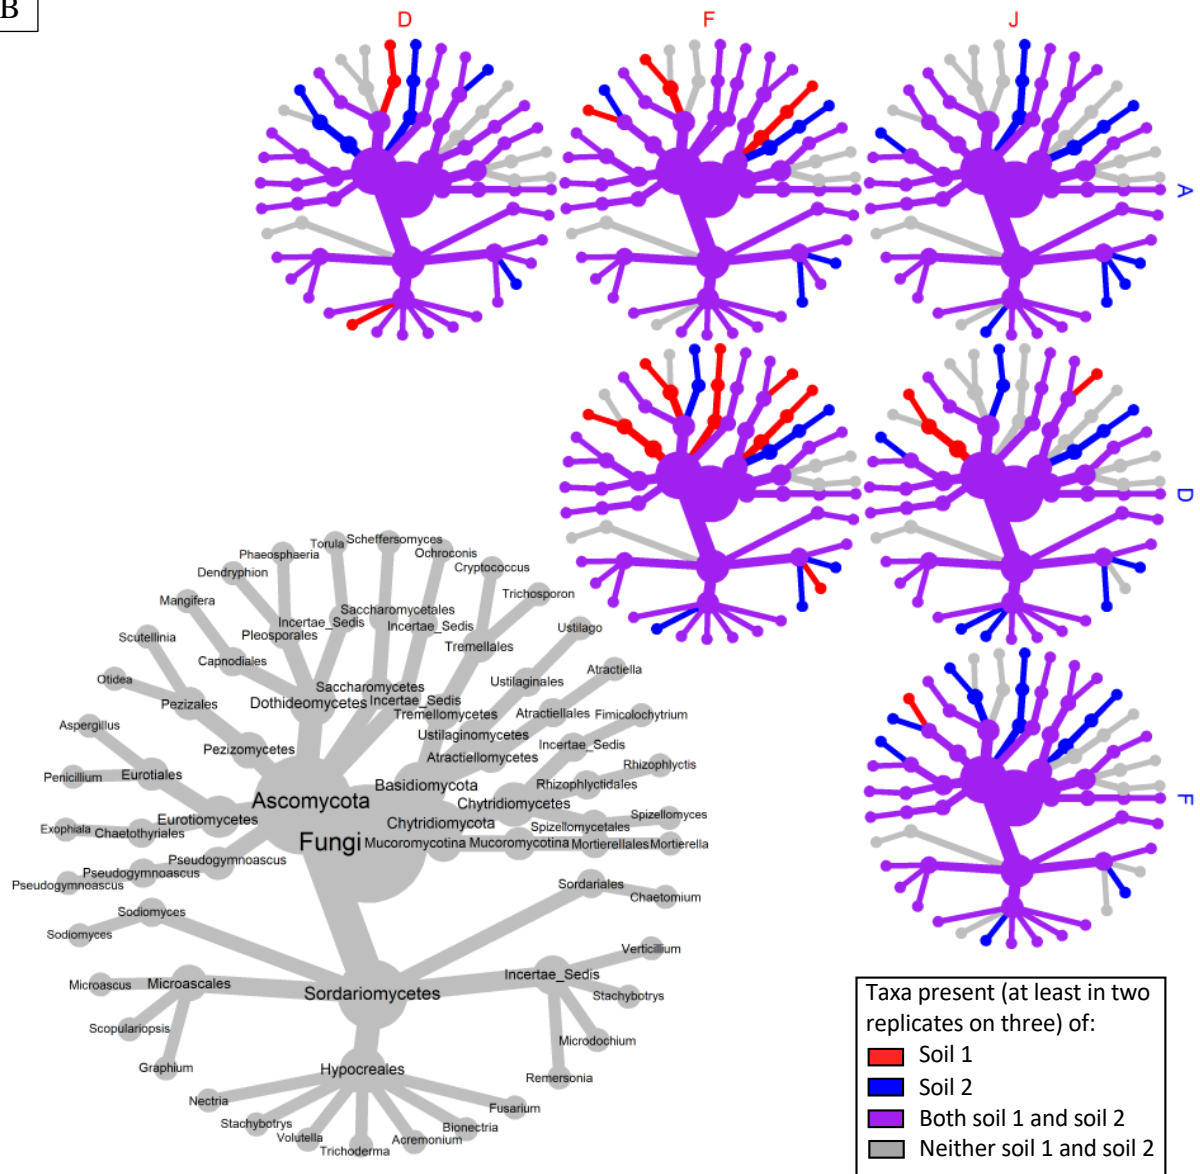 B
D
F
J
A
D
F
Torula
Scheffersomyces
Phaeosphaeria
Ochroconis
Dendryphion
Cryptococcus
Mangifera
Trichosporon
Saccharomycetales
Incertae_Sedis
Incertae_Sedis
Ustilago
Scutellinia
Pleosporales
Tremellales
Capnodiales
Atractiella
Otidea
Ustilaginales
Saccharomycetes
Pezizales
Dothideomycetes
Incertae_Sedis
Tremellomycetes
Atractiellales
Fimicolochytrium
Aspergillus
Ustilaginomycetes
Incertae_Sedis
Pezizomycetes
Atractiellomycetes
Rhizophlyctis
Penicillium
Eurotiales
Basidiomycota
Rhizophlyctidales
Ascomycota
Chytridiomycetes
Spizellomyces
Eurotiomycetes
Chytridiomycota
Spizellomycetales
Exophiala
Chaetothyriales
Fungi
Mucoromycotina
Mucoromycotina
Mortierellales
Mortierella
Pseudogymnoascus
Pseudogymnoascus
Pseudogymnoascus
Sordariales
Chaetomium
Sodiomyces
Sodiomyces
Verticillium
Microascus
Microascales
Sordariomycetes
Incertae_Sedis
Stachybotrys
Scopulariopsis
Microdochium
Graphium
Hypocreales
Remersonia
Nectria
Fusarium
Stachybotrys
Bionectria
Volutella
Acremonium
Trichoderma
Taxa present (at least in two
replicates on three) of:
Soil 1
Soil 2
Both soil 1 and soil 2
Neither soil 1 and soil 2